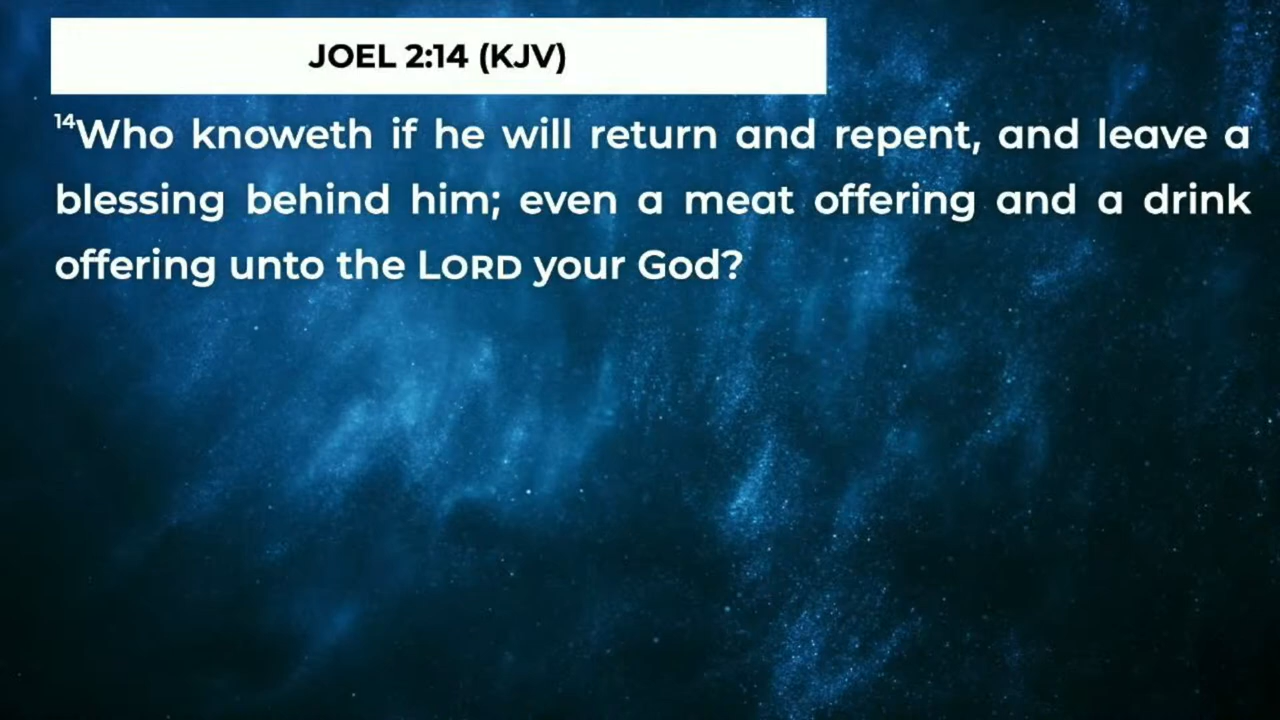 JOEL 2:14 (KJV)
14Who knoweth if he will return and repent, and leave a
blessing behind him; even a meat offering and a drink
offering unto the LORD your God?